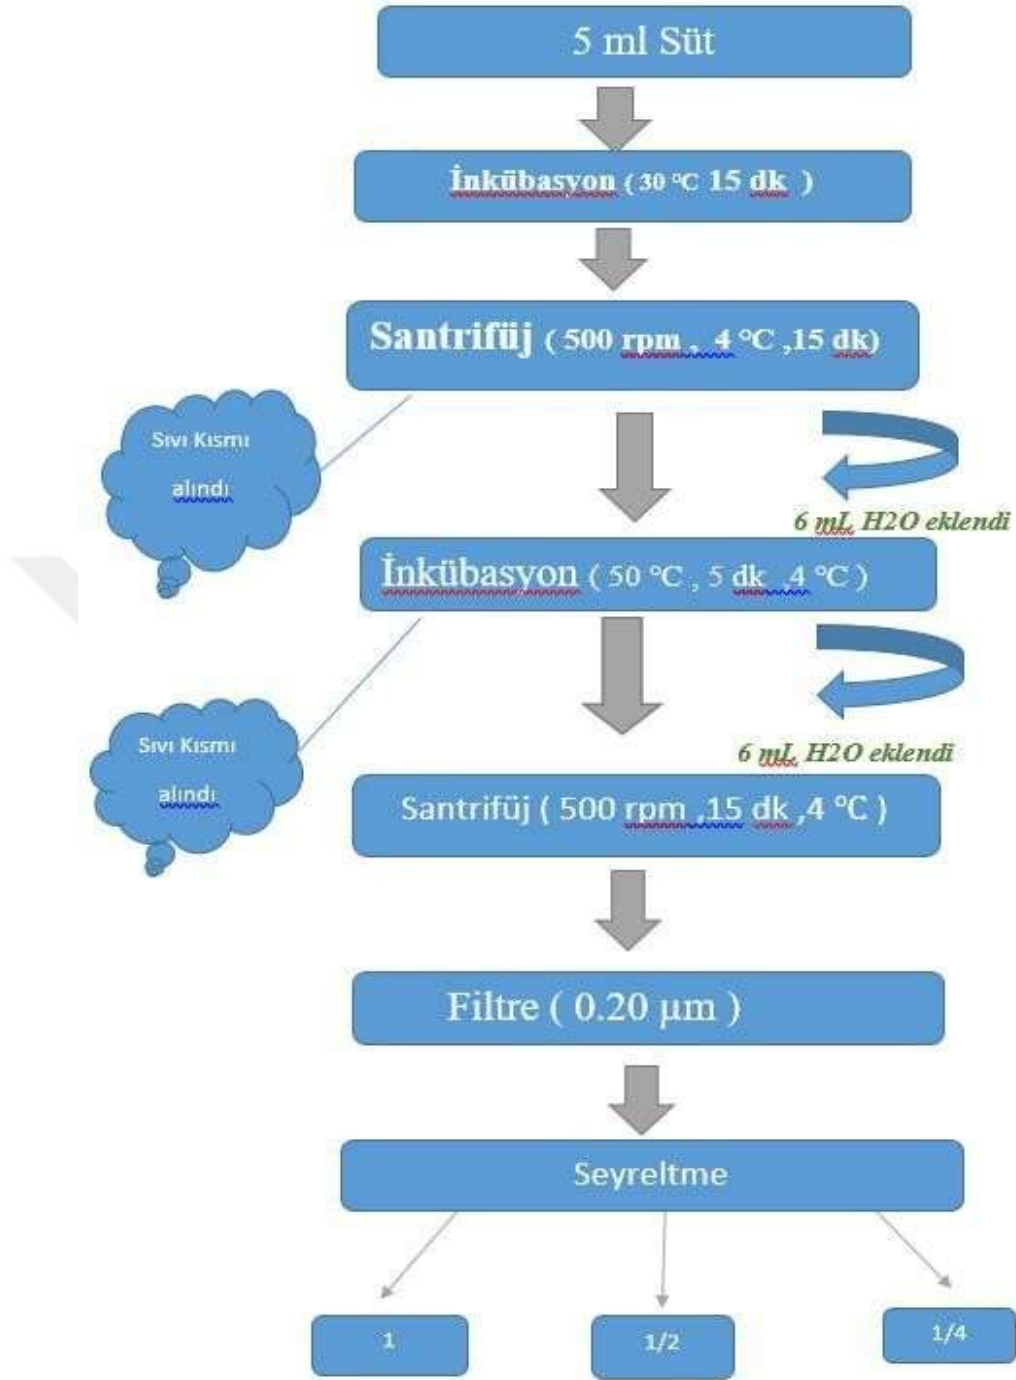 5 ml Süt
İnkübasyon ( 30 °C 15 dk )
Santrifüj ( 500 rpm , 4 °C ,15 dk)
Sıvı Kısmı
alındı
6 mL H2O eklendi
İnkübasyon ( 50 °C , 5 dk ,4 °C )
Sıvı Kısmı
alındı
6 mL H2O eklendi
Santrifüj ( 500 rpm ,15 dk ,4 °C )
Filtre ( 0.20 µm )
Seyreltme
1
1/2
1/4